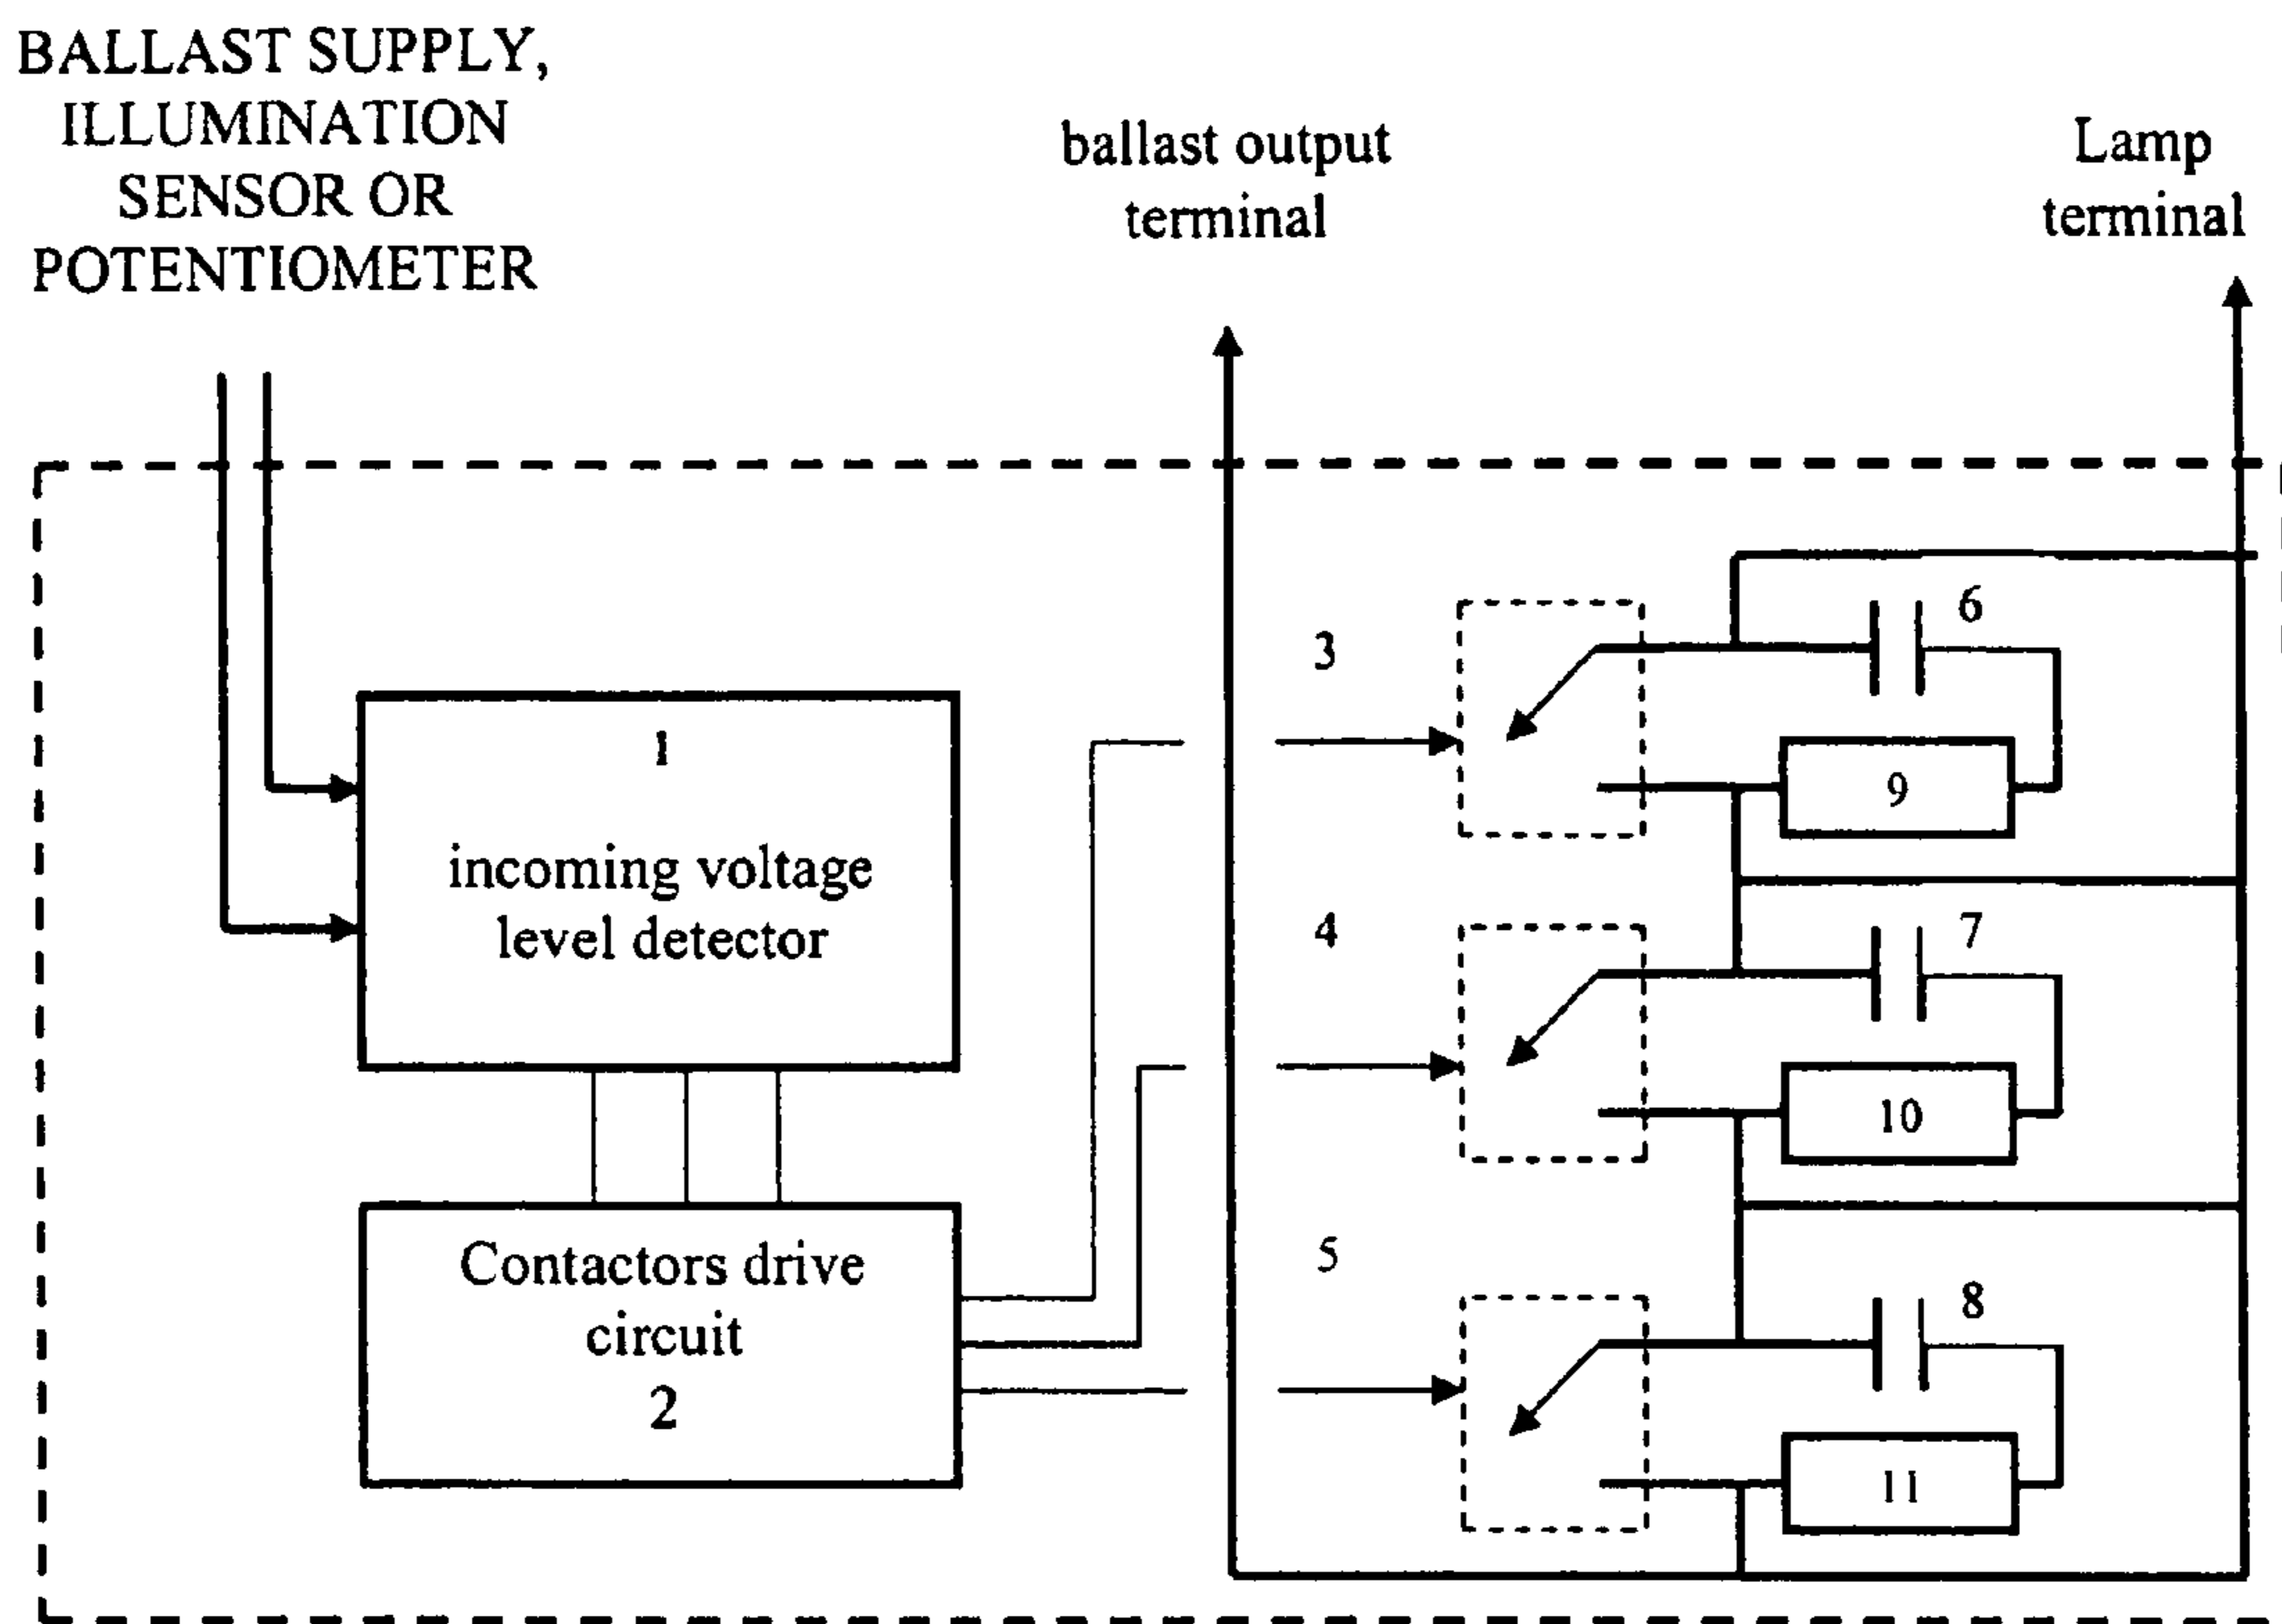 BALLAST SUPPLY,
ILLUMINATION
SENSOR OR
POTENTIOMETER
ballast output
terminal
Lamp
terminal
6
3
1
9
incoming voltage
level detector
7
4
10
Contactors drive
circuit
2
5
8
11